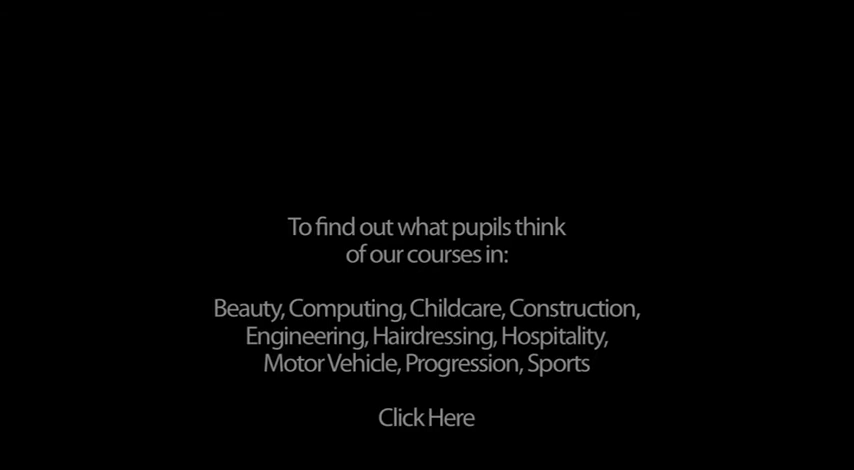 To find out what pupils think
of our courses in:
Beauty, Computing, Childcare, Construction,
Engineering, Hairdressing, Hospitality,
Motor Vehicle, Progression, Sports
Click Here